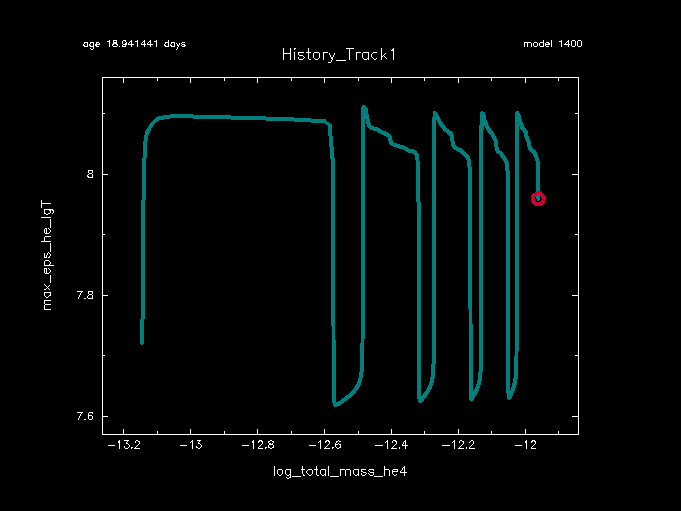 age 18.941441 days
model 1400
History_Track1
8
7.8
7.6
max_eps_he_lgT
−13.2
−13
−12.8
−12.6
−12.4
−12.2
−12
log_total_mass_he4